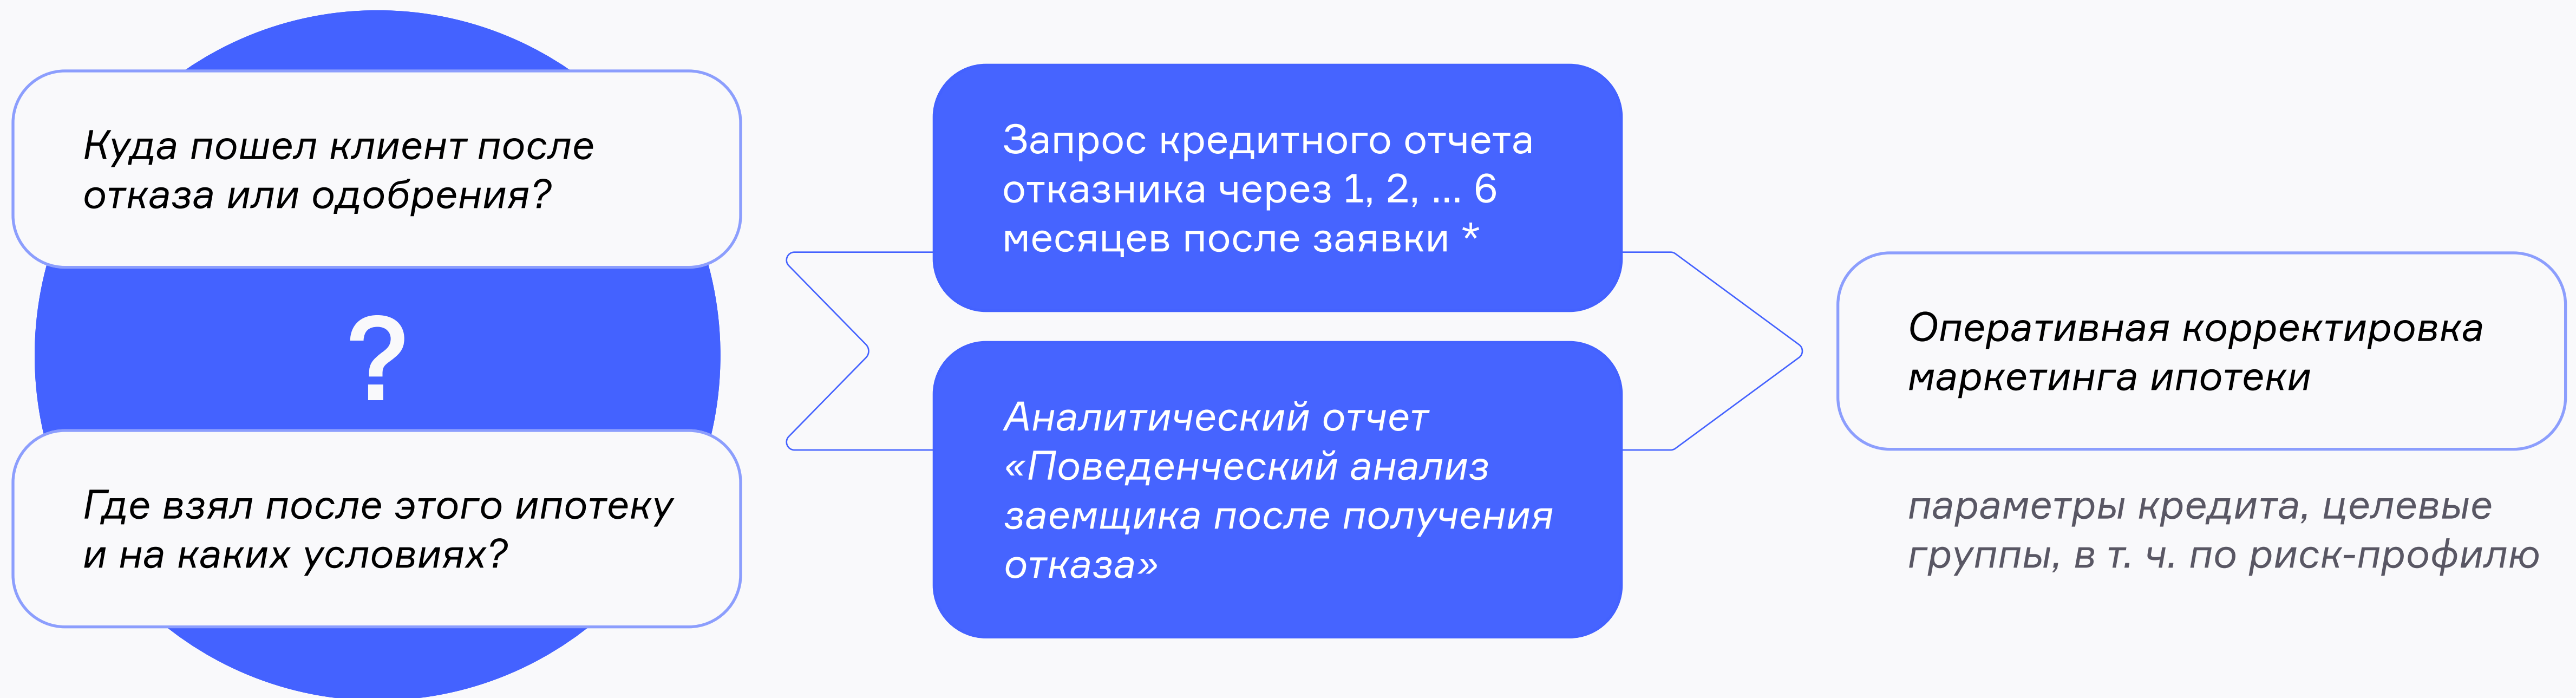 Куда пошел клиент после
отказа или одобрения?
?
Где взял после этого ипотеку
и на каких условиях?
Запрос кредитного отчета
отказника через 1, 2, ... 6
месяцев после заявки *
Аналитический отчет
«Поведенческий анализ
заемщика после получения
отказа»
Оперативная корректировка
маркетинга ипотеки
параметры кредита, целевые
группы, в т. ч. по риск-профилю